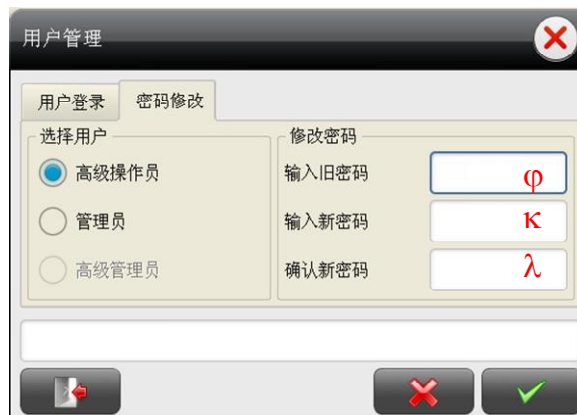 用户管理
用户登录 密码修改
选择用户 修改密码
高级操作员 输入旧密码 φ
管理员 输入新密码 κ
高级管理员 确认新密码 λ